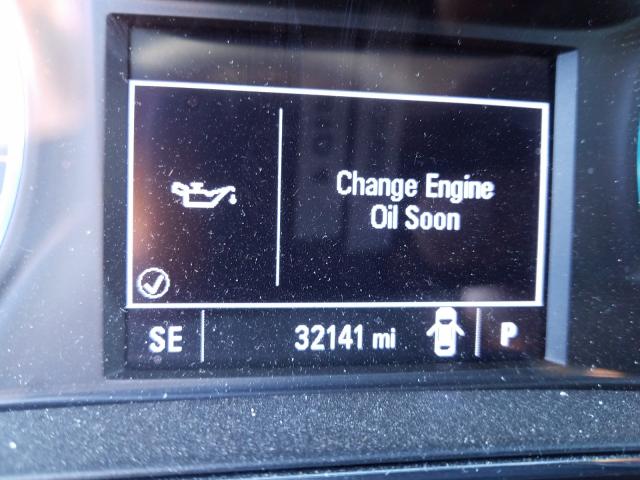 Change Engine
Oil Soon
SE 32141 mi P